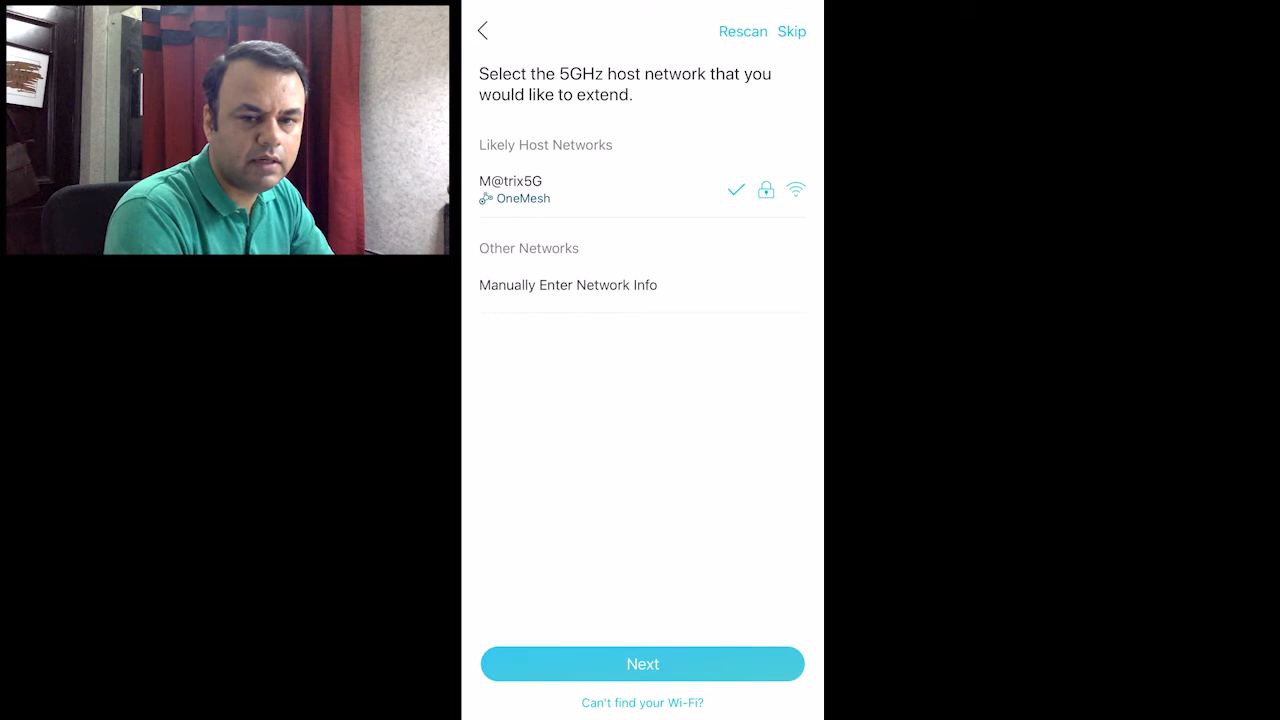 Rescan Skip
Select the 5GHz host network that you
would like to extend.
Likely Host Networks
M@trix5G
OneMesh
Other Networks
Manually Enter Network Info
Next
Can't find your Wi-Fi?